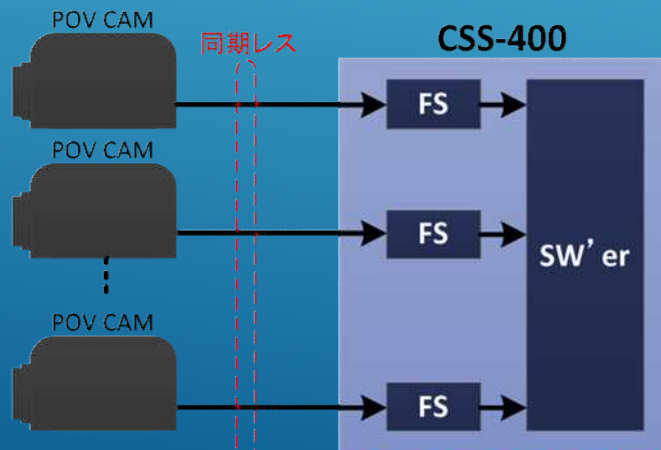 POV CAM
同期レス
CSS-400
FS
POV CAM
FS
SW' er
POV CAM
FS